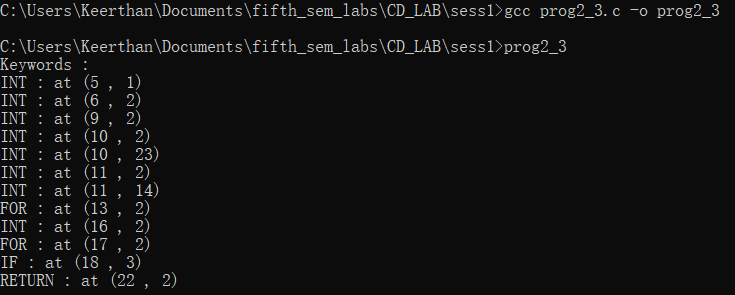 C:\Users\Keerthan\Documents\fifth_sem_labs\CD_LAB\sess1>gcc prog2_3.c -o prog2_3
C:\Users\Keerthan\Documents\fifth_sem_labs\CD_LAB\sess1>prog2_3
Keywords :
INT : at (5 , 1)
INT : at (6 , 2)
INT : at (9 , 2)
INT : at (10 , 2)
INT : at (10 , 23)
INT : at (11 , 2)
INT : at (11 , 14)
FOR : at (13 , 2)
INT : at (16 , 2)
FOR : at (17 , 2)
IF : at (18 , 3)
RETURN : at (22 , 2)